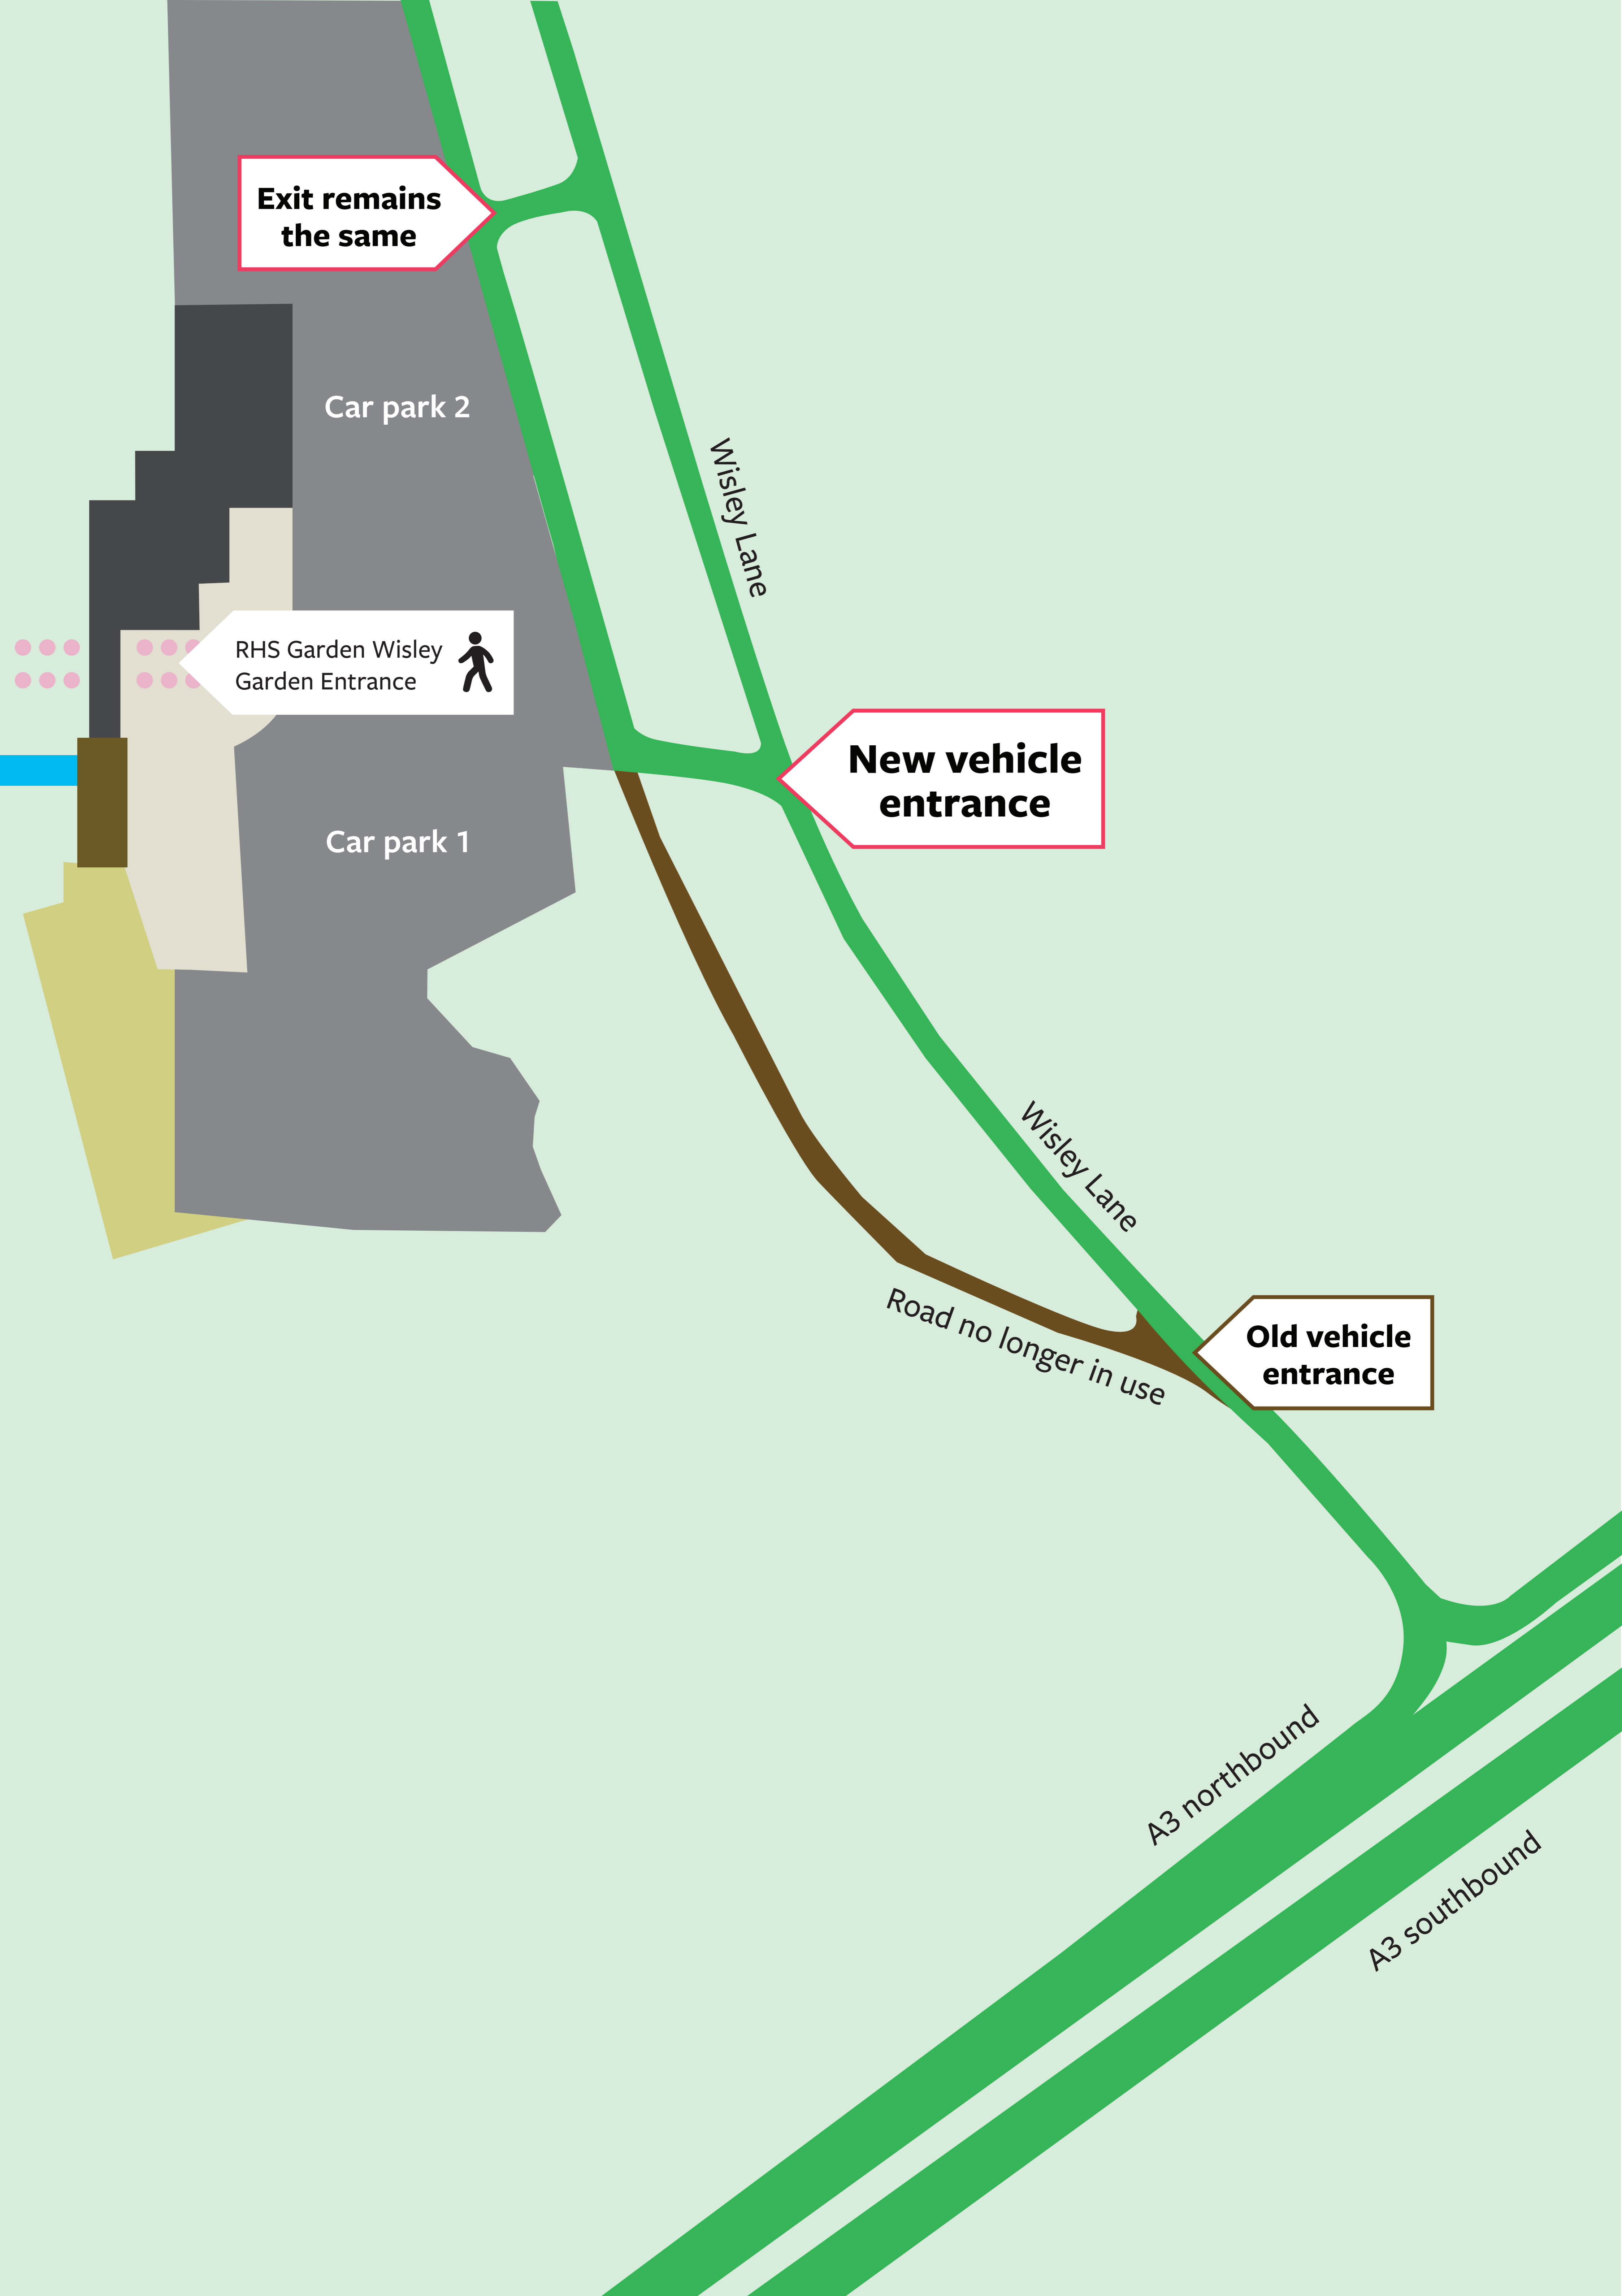 Exit remains
the same
Car park 2
Wisley Lane
RHS Garden Wisley
Garden Entrance
New vehicle
entrance
Car park 1
Wisley Lane
Road no longer in use
Old vehicle
entrance
A3 northbound
A3 southbound